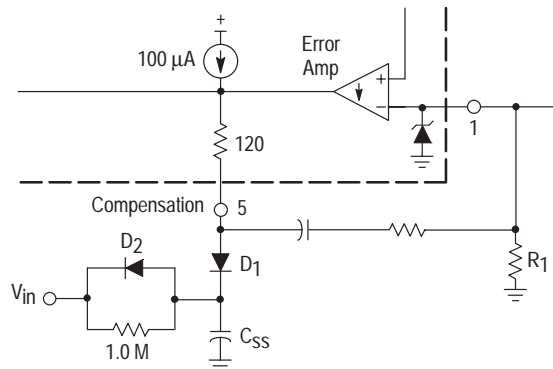 +
100 μA
Error
Amp
+
−
1
120
Compensation 5
D2
D1
R1
Vin
CSS
1.0 M